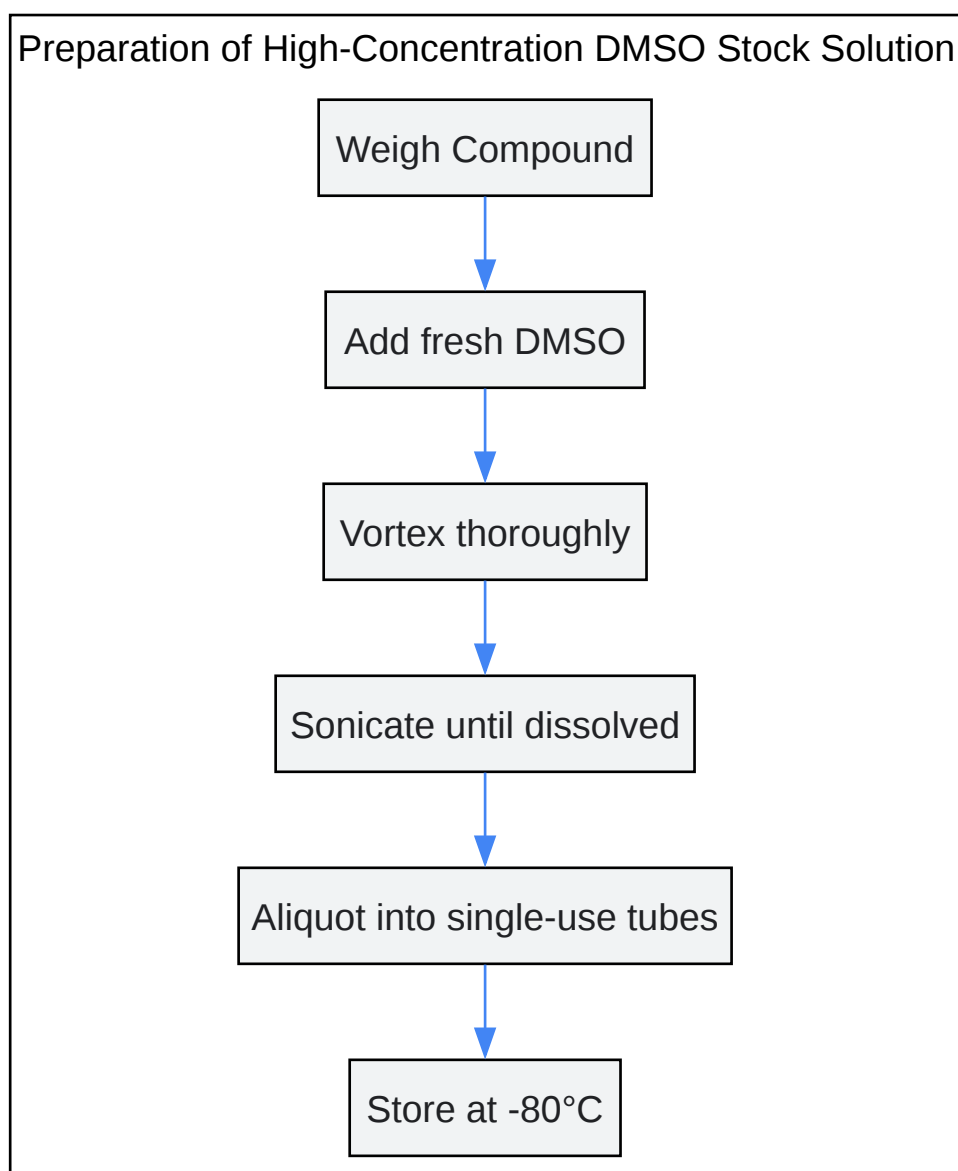 Preparation of High-Concentration DMSO Stock Solution
Weigh Compound
Add fresh DMSO
Vortex thoroughly
Sonicate until dissolved
Aliquot into single-use tubes
Store at -80°C